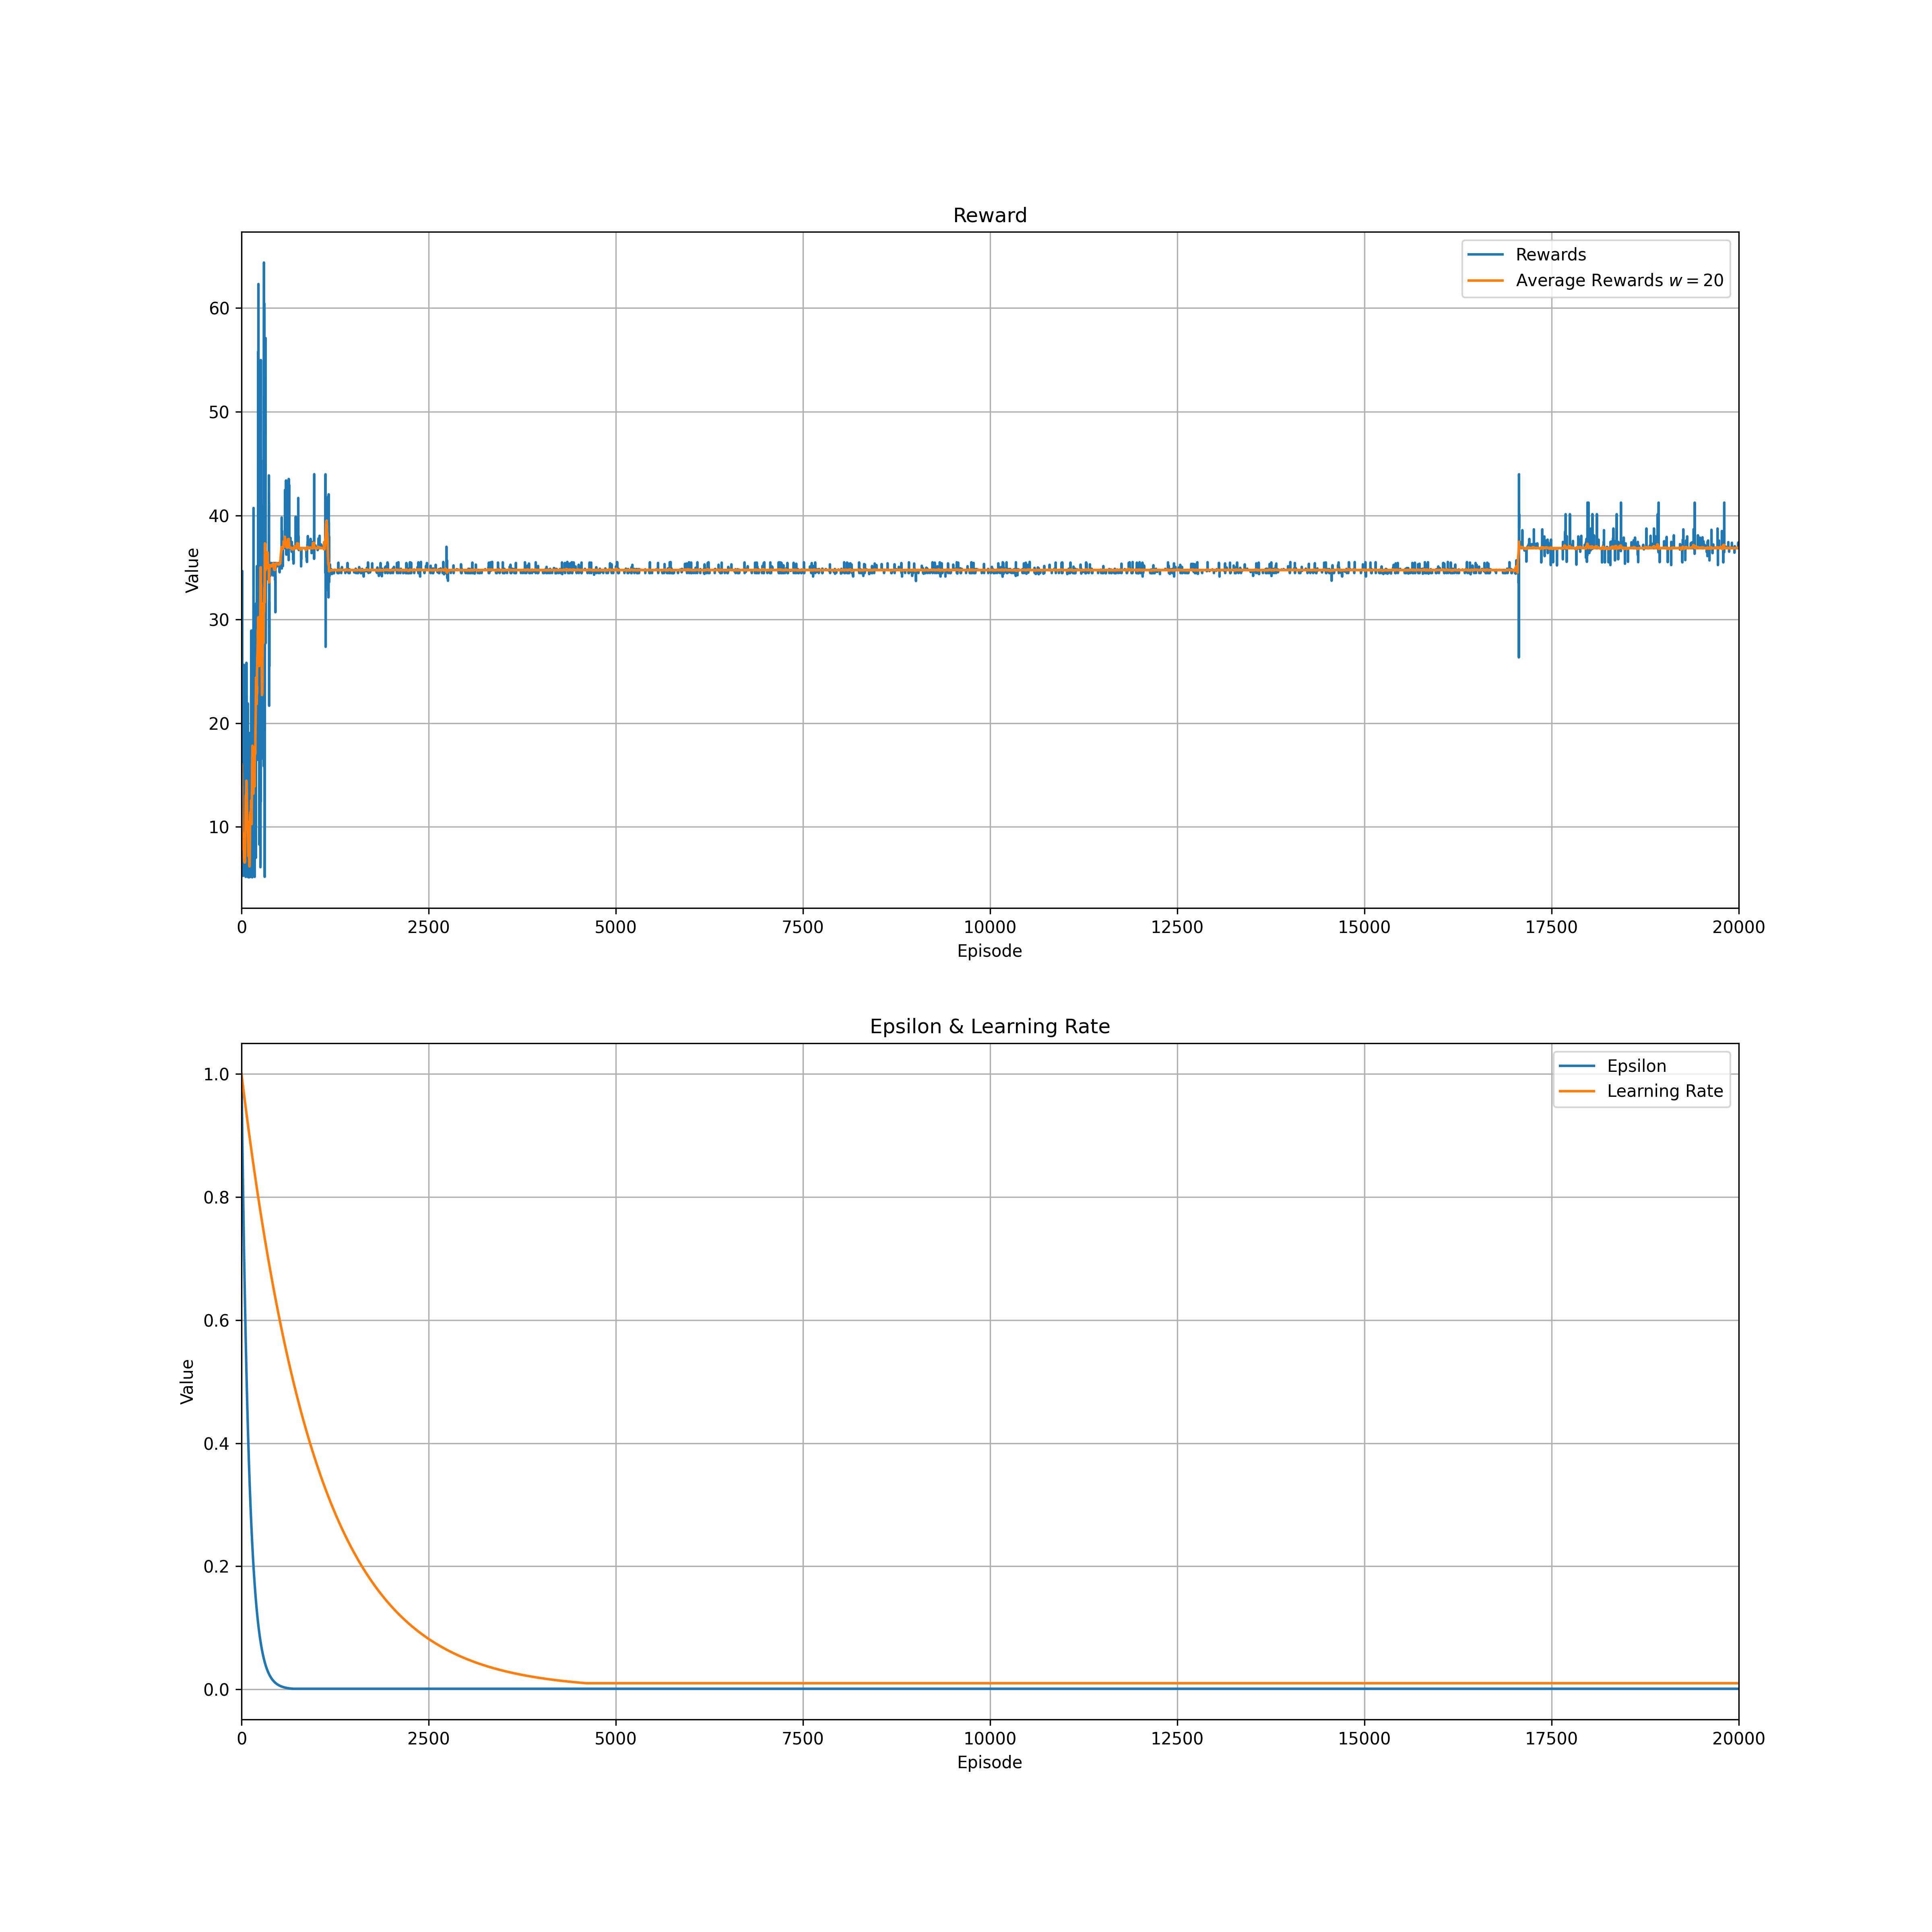 Reward
Rewards
Average Rewards w = 20
Value
60
50
40
30
20
10
0 2500 5000 7500 10000 12500 15000 17500 20000
Episode
Epsilon & Learning Rate
Epsilon
Learning Rate
Value
1.0
0.8
0.6
0.4
0.2
0.0
0 2500 5000 7500 10000 12500 15000 17500 20000
Episode